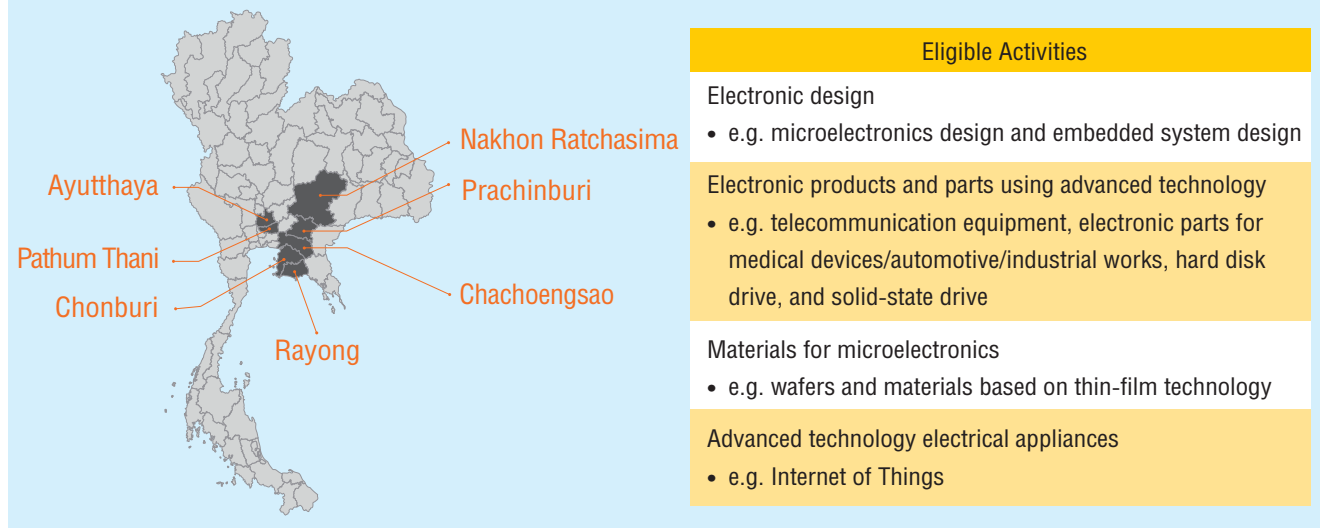 Nakhon Ratchasima
Prachinburi
Ayutthaya
Pathum Thani
Chonburi
Chachoengsao
Rayong
Eligible Activities
Electronic design
• e.g. microelectronics design and embedded system design
Electronic products and parts using advanced technology
• e.g. telecommunication equipment, electronic parts for
medical devices/automotive/industrial works, hard disk
drive, and solid-state drive
Materials for microelectronics
• e.g. wafers and materials based on thin-film technology
Advanced technology electrical appliances
• e.g. Internet of Things